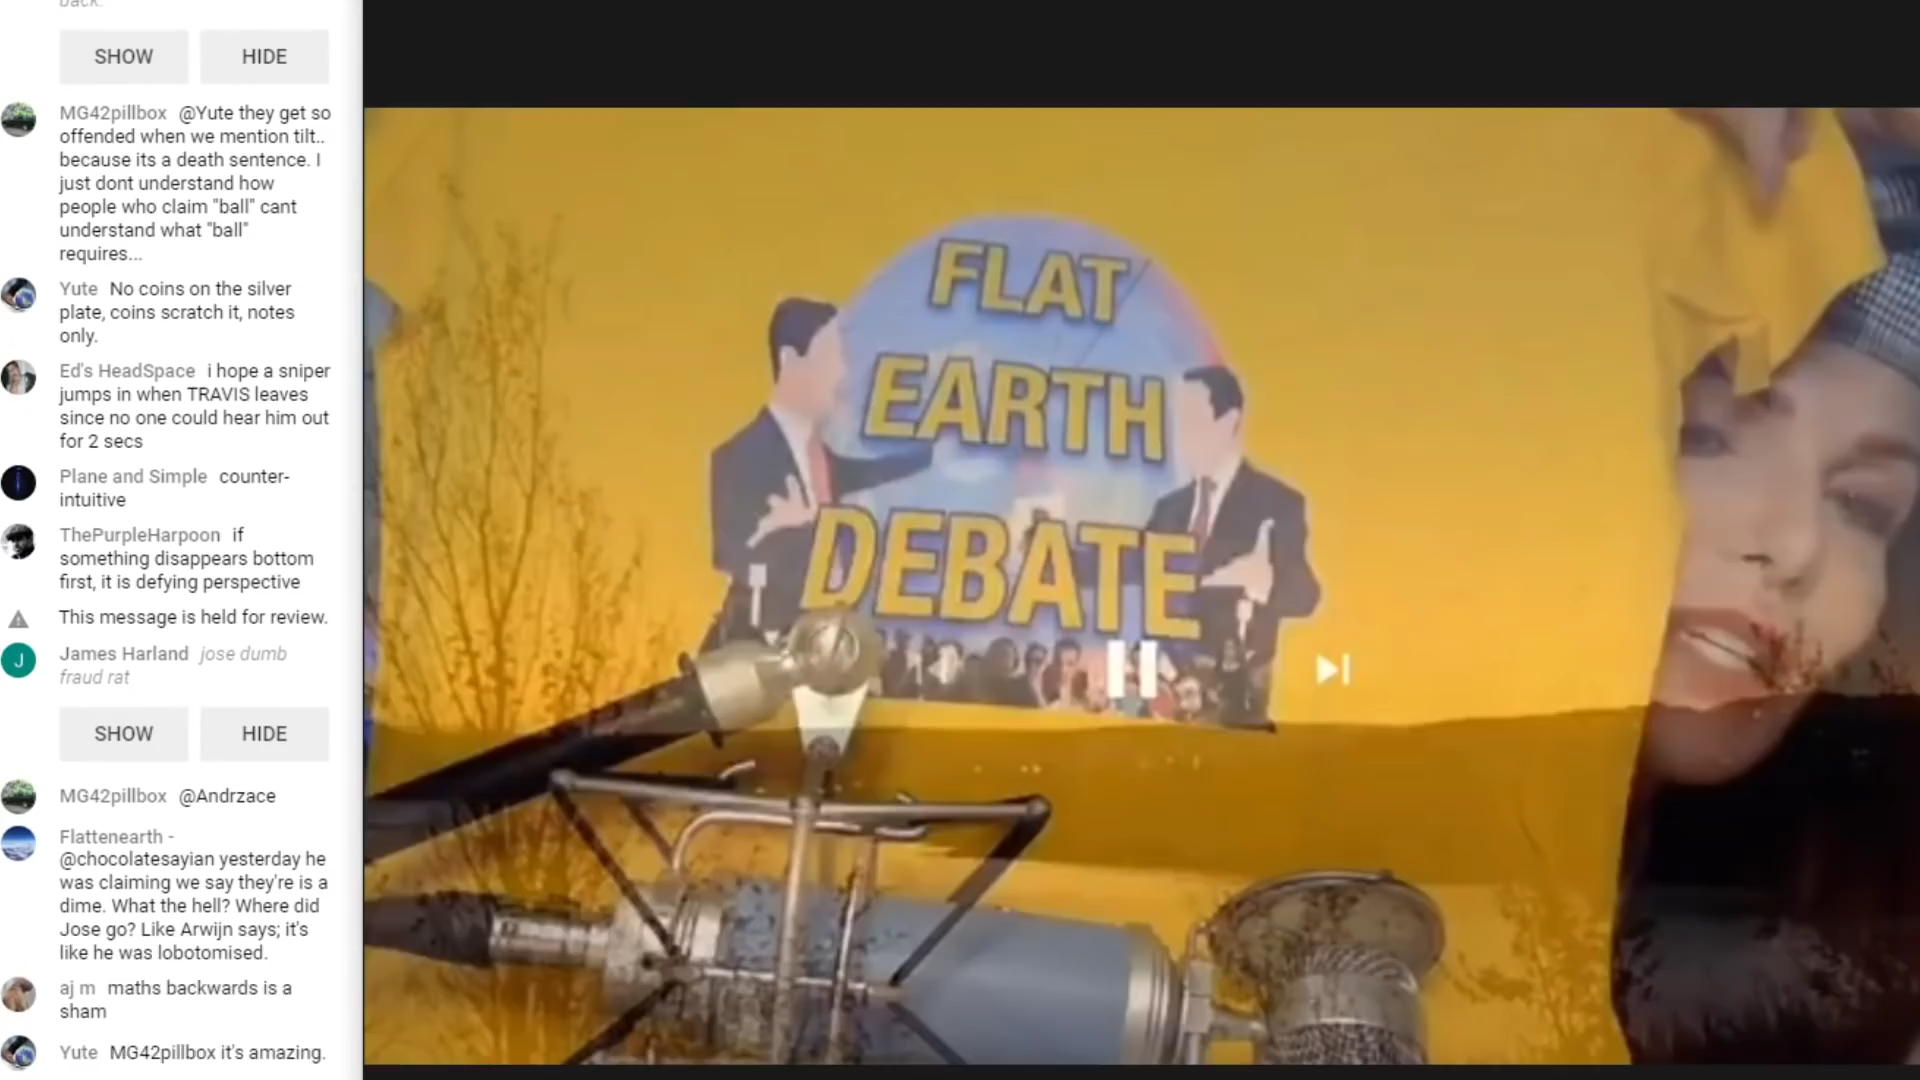 back.
SHOW HIDE
MG42pillbox @Yute they get so
offended when we mention tilt..
because its a death sentence. I
just dont understand how
people who claim "ball" cant
understand what "ball"
requires...
Yute No coins on the silver
plate, coins scratch it, notes
only.
Ed's HeadSpace i hope a sniper
jumps in when TRAVIS leaves
since no one could hear him out
for 2 secs
Plane and Simple counter-
intuitive
ThePurpleHarpoon if
something disappears bottom
first, it is defying perspective
This message is held for review.
J James Harland jose dumb
fraud rat
SHOW HIDE
MG42pillbox @Andrzace
Flattenearth -
@chocolatesayian yesterday he
was claiming we say they're is a
dime. What the hell? Where did
Jose go? Like Arwijn says; it's
like he was lobotomised.
aj m maths backwards is a
sham
Yute MG42pillbox it's amazing.
FLAT
EARTH
DEBATE